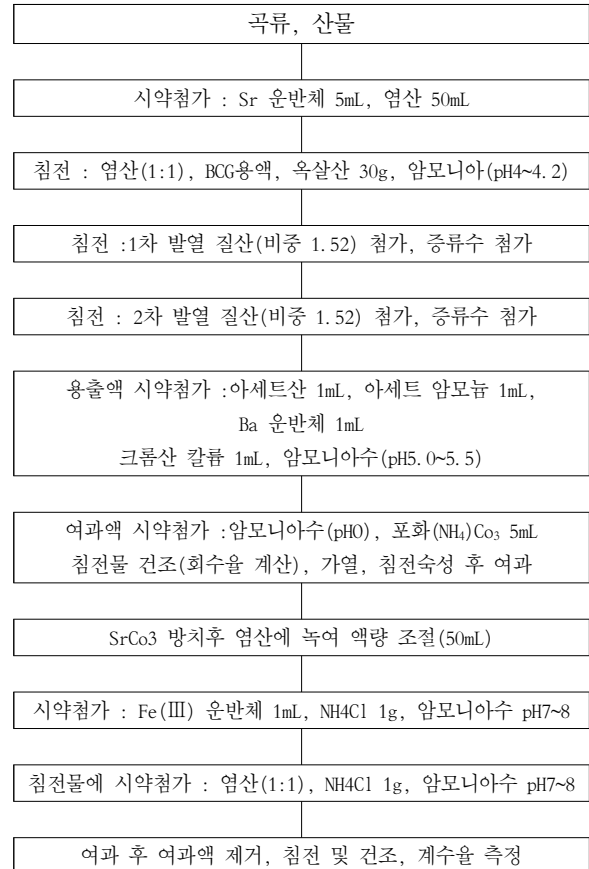 곡류, 산물
시약첨가 : Sr 운반체 5mL, 염산 50mL
침전 : 염산(1:1), BCG용액, 옥살산 30g, 암모니아(pH4~4.2)
침전 :1차 발열 질산(비중 1.52) 첨가, 증류수 첨가
침전 : 2차 발열 질산(비중 1.52) 첨가, 증류수 첨가
용출액 시약첨가 :아세트산 1mL, 아세트 암모늄 1mL,
Ba 운반체 1mL
크롬산 칼륨 1mL, 암모니아수(pH5.0~5.5)
여과액 시약첨가 :암모니아수(pHO), 포화(NH₄)Co₃ 5mL
침전물 건조(회수율 계산), 가열, 침전숙성 후 여과
SrCo3 방치후 염산에 녹여 액량 조절(50mL)
시약첨가 : Fe(Ⅲ) 운반체 1mL, NH4Cl 1g, 암모니아수 pH7~8
침전물에 시약첨가 : 염산(1:1), NH4Cl 1g, 암모니아수 pH7~8
여과 후 여과액 제거, 침전 및 건조, 계수율 측정